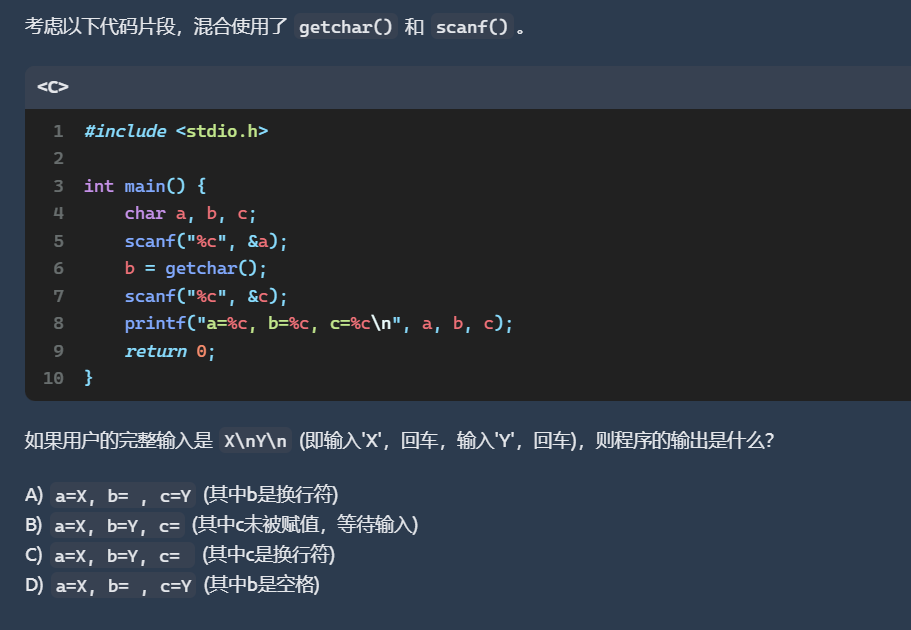 考虑以下代码片段，混合使用了 getchar() 和 scanf() 。
<C>
1 #include <stdio.h>
2
3 int main() {
4     char a, b, c;
5     scanf("%c", &a);
6     b = getchar();
7     scanf("%c", &c);
8     printf("a=%c, b=%c, c=%c\n", a, b, c);
9     return 0;
10 }
如果用户的完整输入是 X\nY\n (即输入'X'，回车，输入'Y'，回车)，则程序的输出是什么？
A) a=X, b= , c=Y (其中b是换行符)
B) a=X, b=Y, c= (其中c未被赋值，等待输入)
C) a=X, b=Y, c=  (其中c是换行符)
D) a=X, b= , c=Y (其中b是空格)